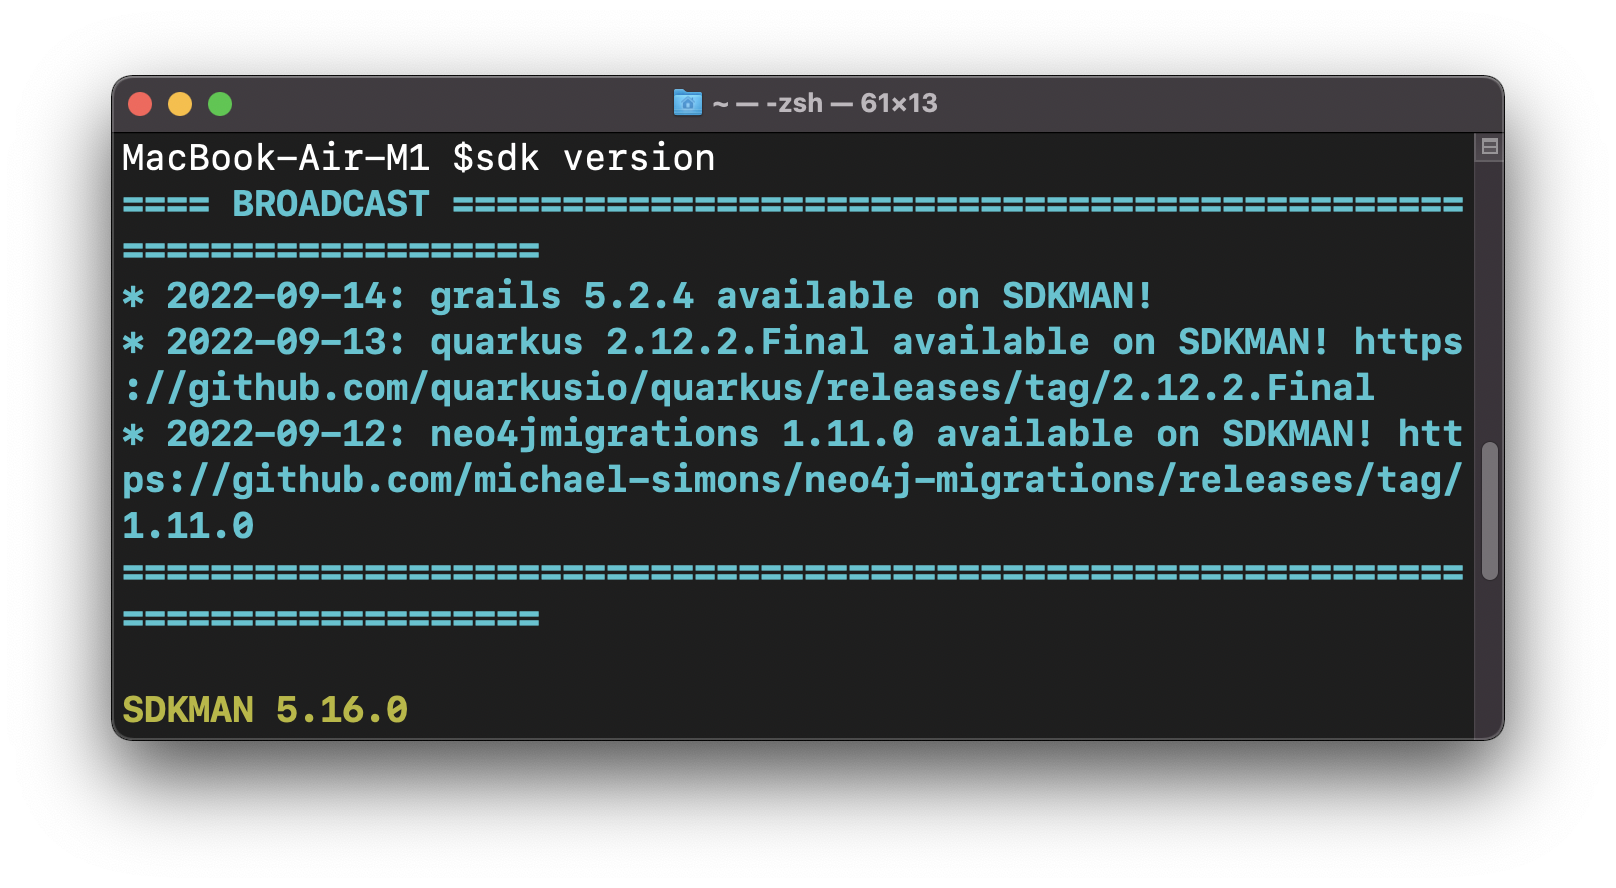 ~ — -zsh — 61×13
MacBook-Air-M1 $sdk version
==== BROADCAST ==============================================
===================
* 2022-09-14: grails 5.2.4 available on SDKMAN!
* 2022-09-13: quarkus 2.12.2.Final available on SDKMAN! https
://github.com/quarkusio/quarkus/releases/tag/2.12.2.Final
* 2022-09-12: neo4jmigrations 1.11.0 available on SDKMAN! htt
ps://github.com/michael-simons/neo4j-migrations/releases/tag/
1.11.0
=============================================================
===================
SDKMAN 5.16.0